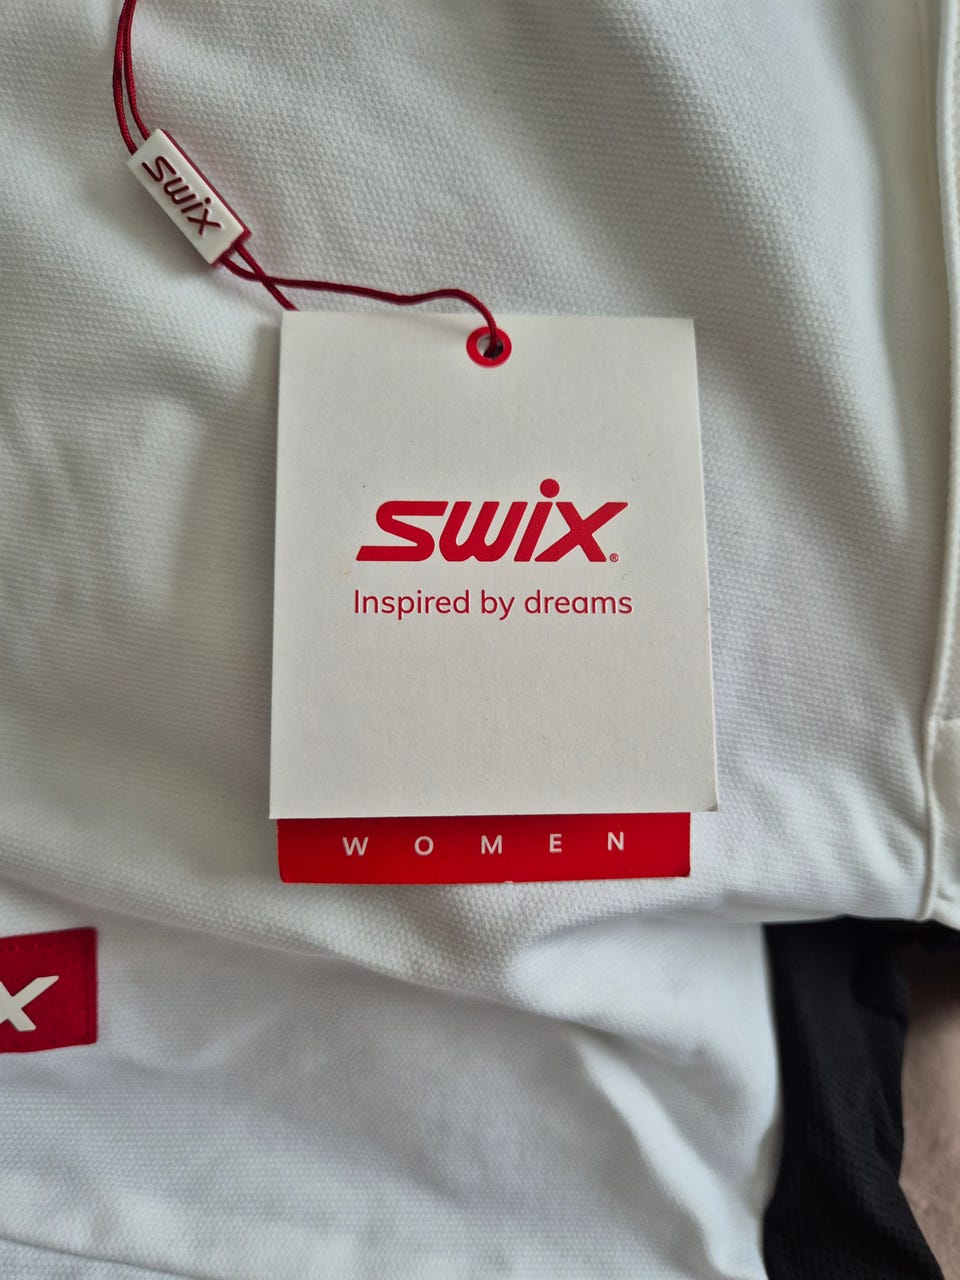 swix
swix®
Inspired by dreams
WOMEN
x